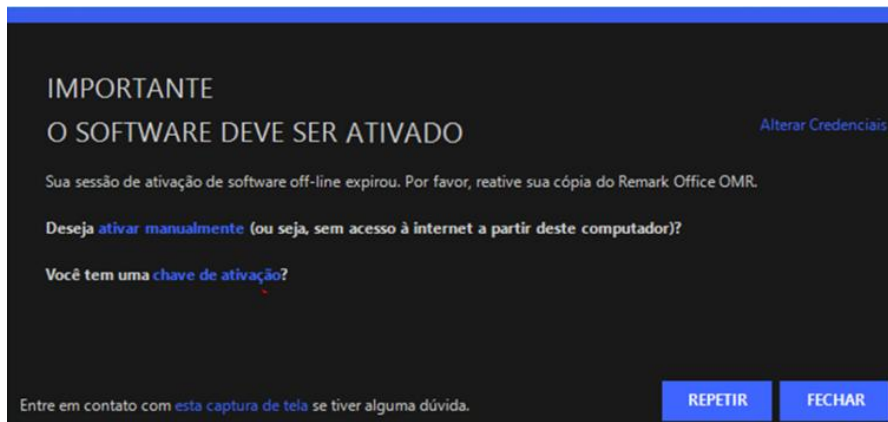 IMPORTANTE
O SOFTWARE DEVE SER ATIVADO
Alterar Credenciais
Sua sessão de ativação de software off-line expirou. Por favor, reative sua cópia do Remark Office OMR.
Deseja ativar manualmente (ou seja, sem acesso à internet a partir deste computador)?
Você tem uma chave de ativação?
Entre em contato com esta captura de tela se tiver alguma dúvida.
REPETIR
FECHAR